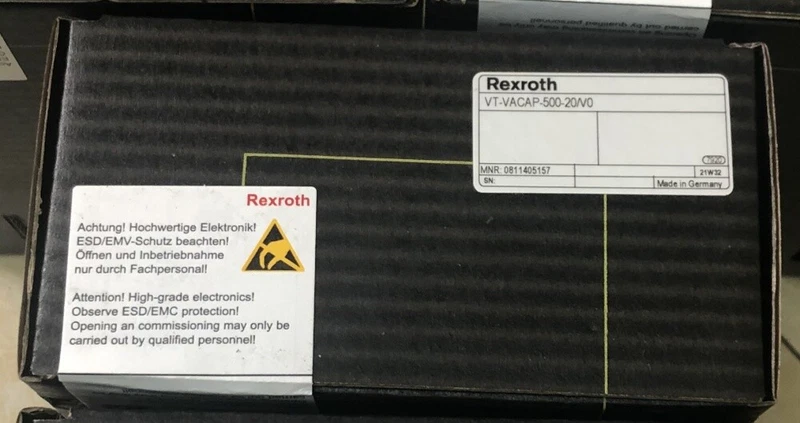 Rexroth
VT-VACAP-500-20/V0
7620
MNR: 0811405157
21W32
SN:
Made in Germany
Rexroth
Achtung! Hochwertige Elektronik!
ESD/EMV-Schutz beachten!
Öffnen und Inbetriebnahme
nur durch Fachpersonal!
Attention! High-grade electronics!
Observe ESD/EMC protection!
Opening an commissioning may only be
carried out by qualified personnel!